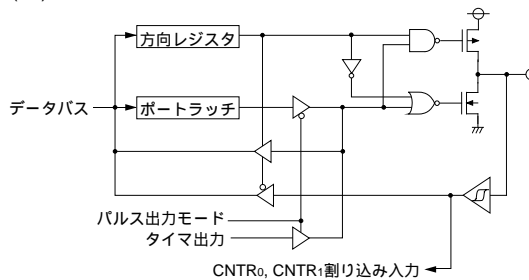 方向レジスタ
データバス
ポートラッチ
パルス出力モード
タイマ出力
CNTR₀, CNTR₁割り込み入力